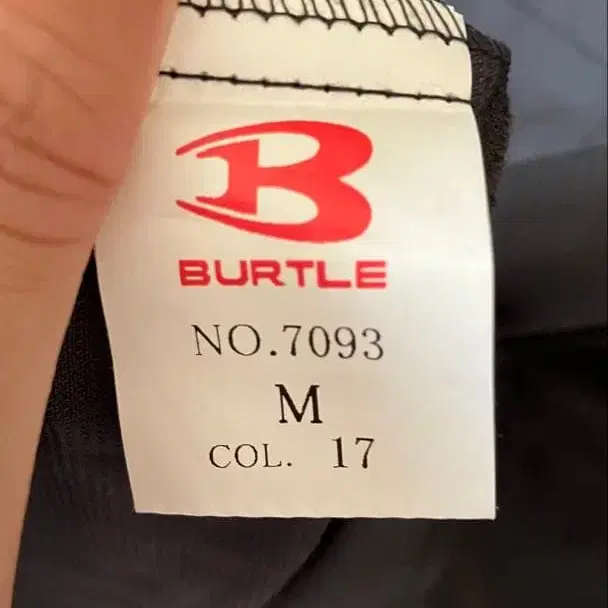 B
BURTLE
NO.7093
M
COL. 17